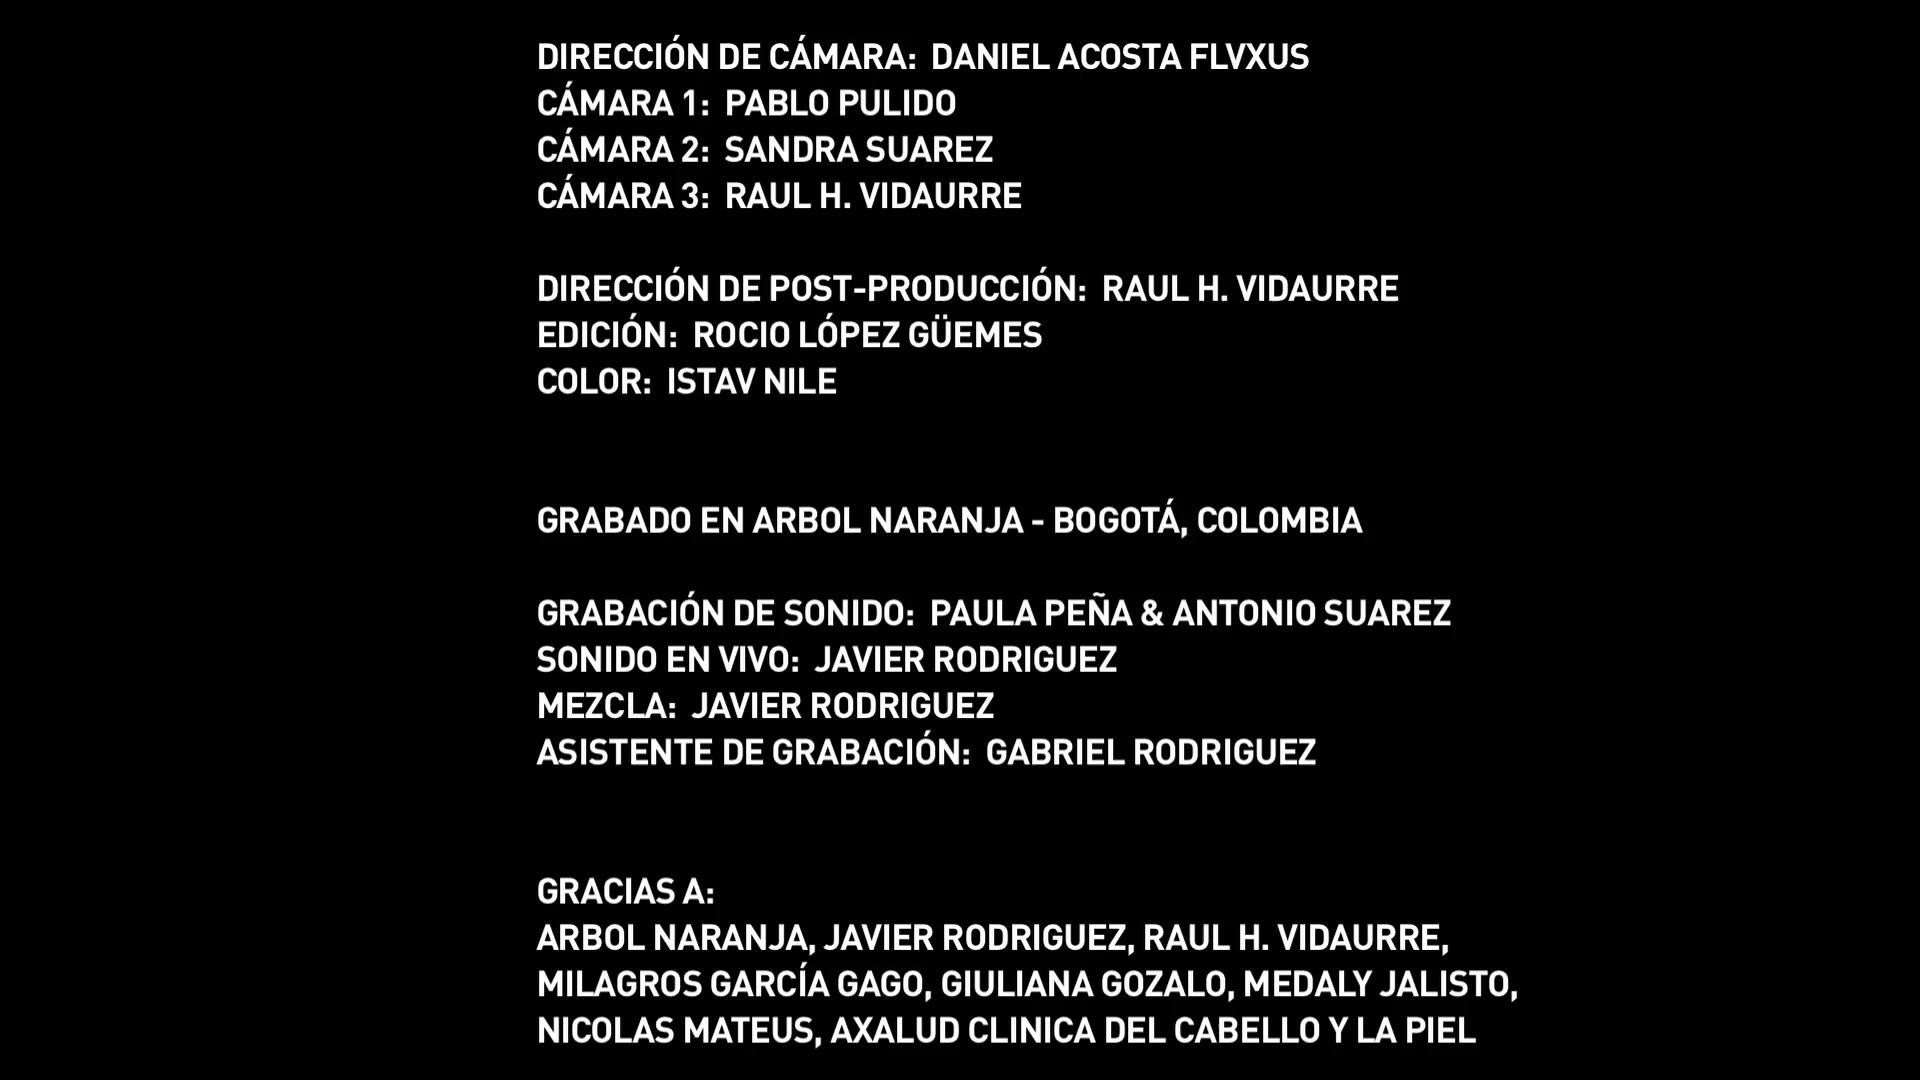 DIRECCIÓN DE CÁMARA: DANIEL ACOSTA FLVXUS
CÁMARA 1: PABLO PULIDO
CÁMARA 2: SANDRA SUAREZ
CÁMARA 3: RAUL H. VIDAURRE
DIRECCIÓN DE POST-PRODUCCIÓN: RAUL H. VIDAURRE
EDICIÓN: ROCIO LÓPEZ GÜEMES
COLOR: ISTAV NILE
GRABADO EN ARBOL NARANJA - BOGOTÁ, COLOMBIA
GRABACIÓN DE SONIDO: PAULA PEÑA & ANTONIO SUAREZ
SONIDO EN VIVO: JAVIER RODRIGUEZ
MEZCLA: JAVIER RODRIGUEZ
ASISTENTE DE GRABACIÓN: GABRIEL RODRIGUEZ
GRACIAS A:
ARBOL NARANJA, JAVIER RODRIGUEZ, RAUL H. VIDAURRE,
MILAGROS GARCÍA GAGO, GIULIANA GOZALO, MEDALY JALISTO,
NICOLAS MATEUS, AXALUD CLINICA DEL CABELLO Y LA PIEL